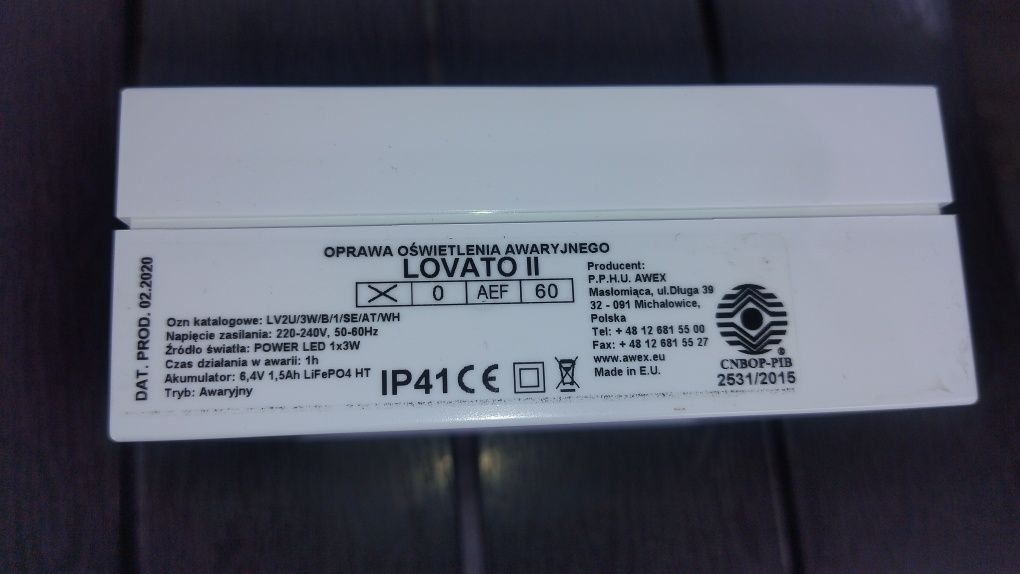 OPRAWA OŚWIETLENIA AWARYJNEGO
LOVATO II
X 0 AEF 60
DAT. PROD. 02.2020
Ozn katalogowe: LV2U/3W/B/1/SE/AT/WH
Napięcie zasilania: 220-240V, 50-60Hz
Źródło światła: POWER LED 1x3W
Czas działania w awarii: 1h
Akumulator: 6,4V 1,5Ah LiFePO4 HT
Tryb: Awaryjny
IP41 CE
Producent:
P.P.H.U. AWEX
Masłomiąca, ul.Długa 39
32 - 091 Michałowice,
Polska
Tel: + 48 12 681 55 00
Fax: + 48 12 681 55 27
www.awex.eu
Made in E.U.
®
CNBOP-PIB
2531/2015